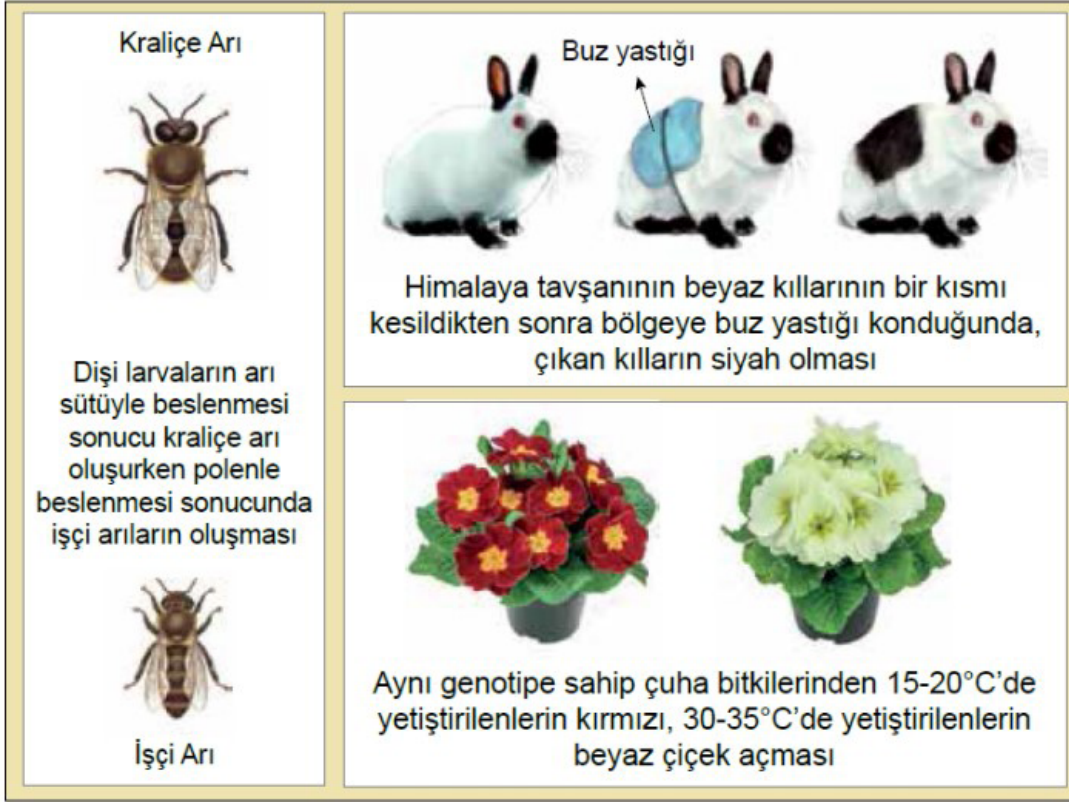 Kraliçe Arı
Dişi larvaların arı
sütüyle beslenmesi
sonucu kraliçe arı
oluşurken polenle
beslenmesi sonucunda
işçi arıların oluşması
İşçi Arı
Buz yastığı
Himalaya tavşanının beyaz kıllarının bir kısmı
kesildikten sonra bölgeye buz yastığı konduğunda,
çıkan kılların siyah olması
Aynı genotipe sahip çuha bitkilerinden 15-20°C’de
yetiştirilenlerin kırmızı, 30-35°C’de yetiştirilenlerin
beyaz çiçek açması